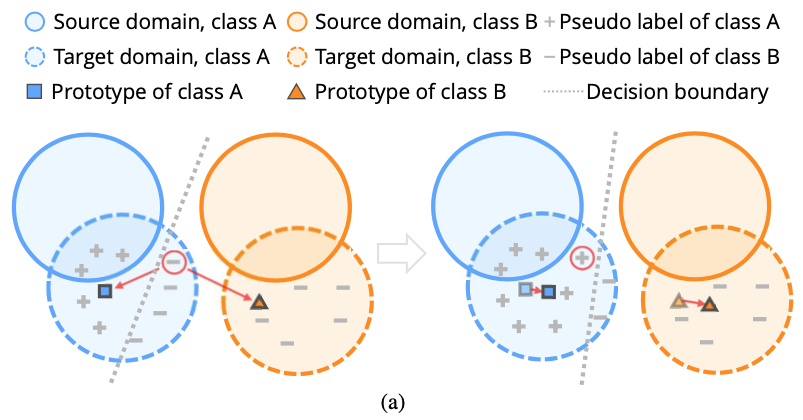 Source domain, class A Source domain, class B + Pseudo label of class A
Target domain, class A Target domain, class B − Pseudo label of class B
Prototype of class A Prototype of class B Decision boundary
(a)